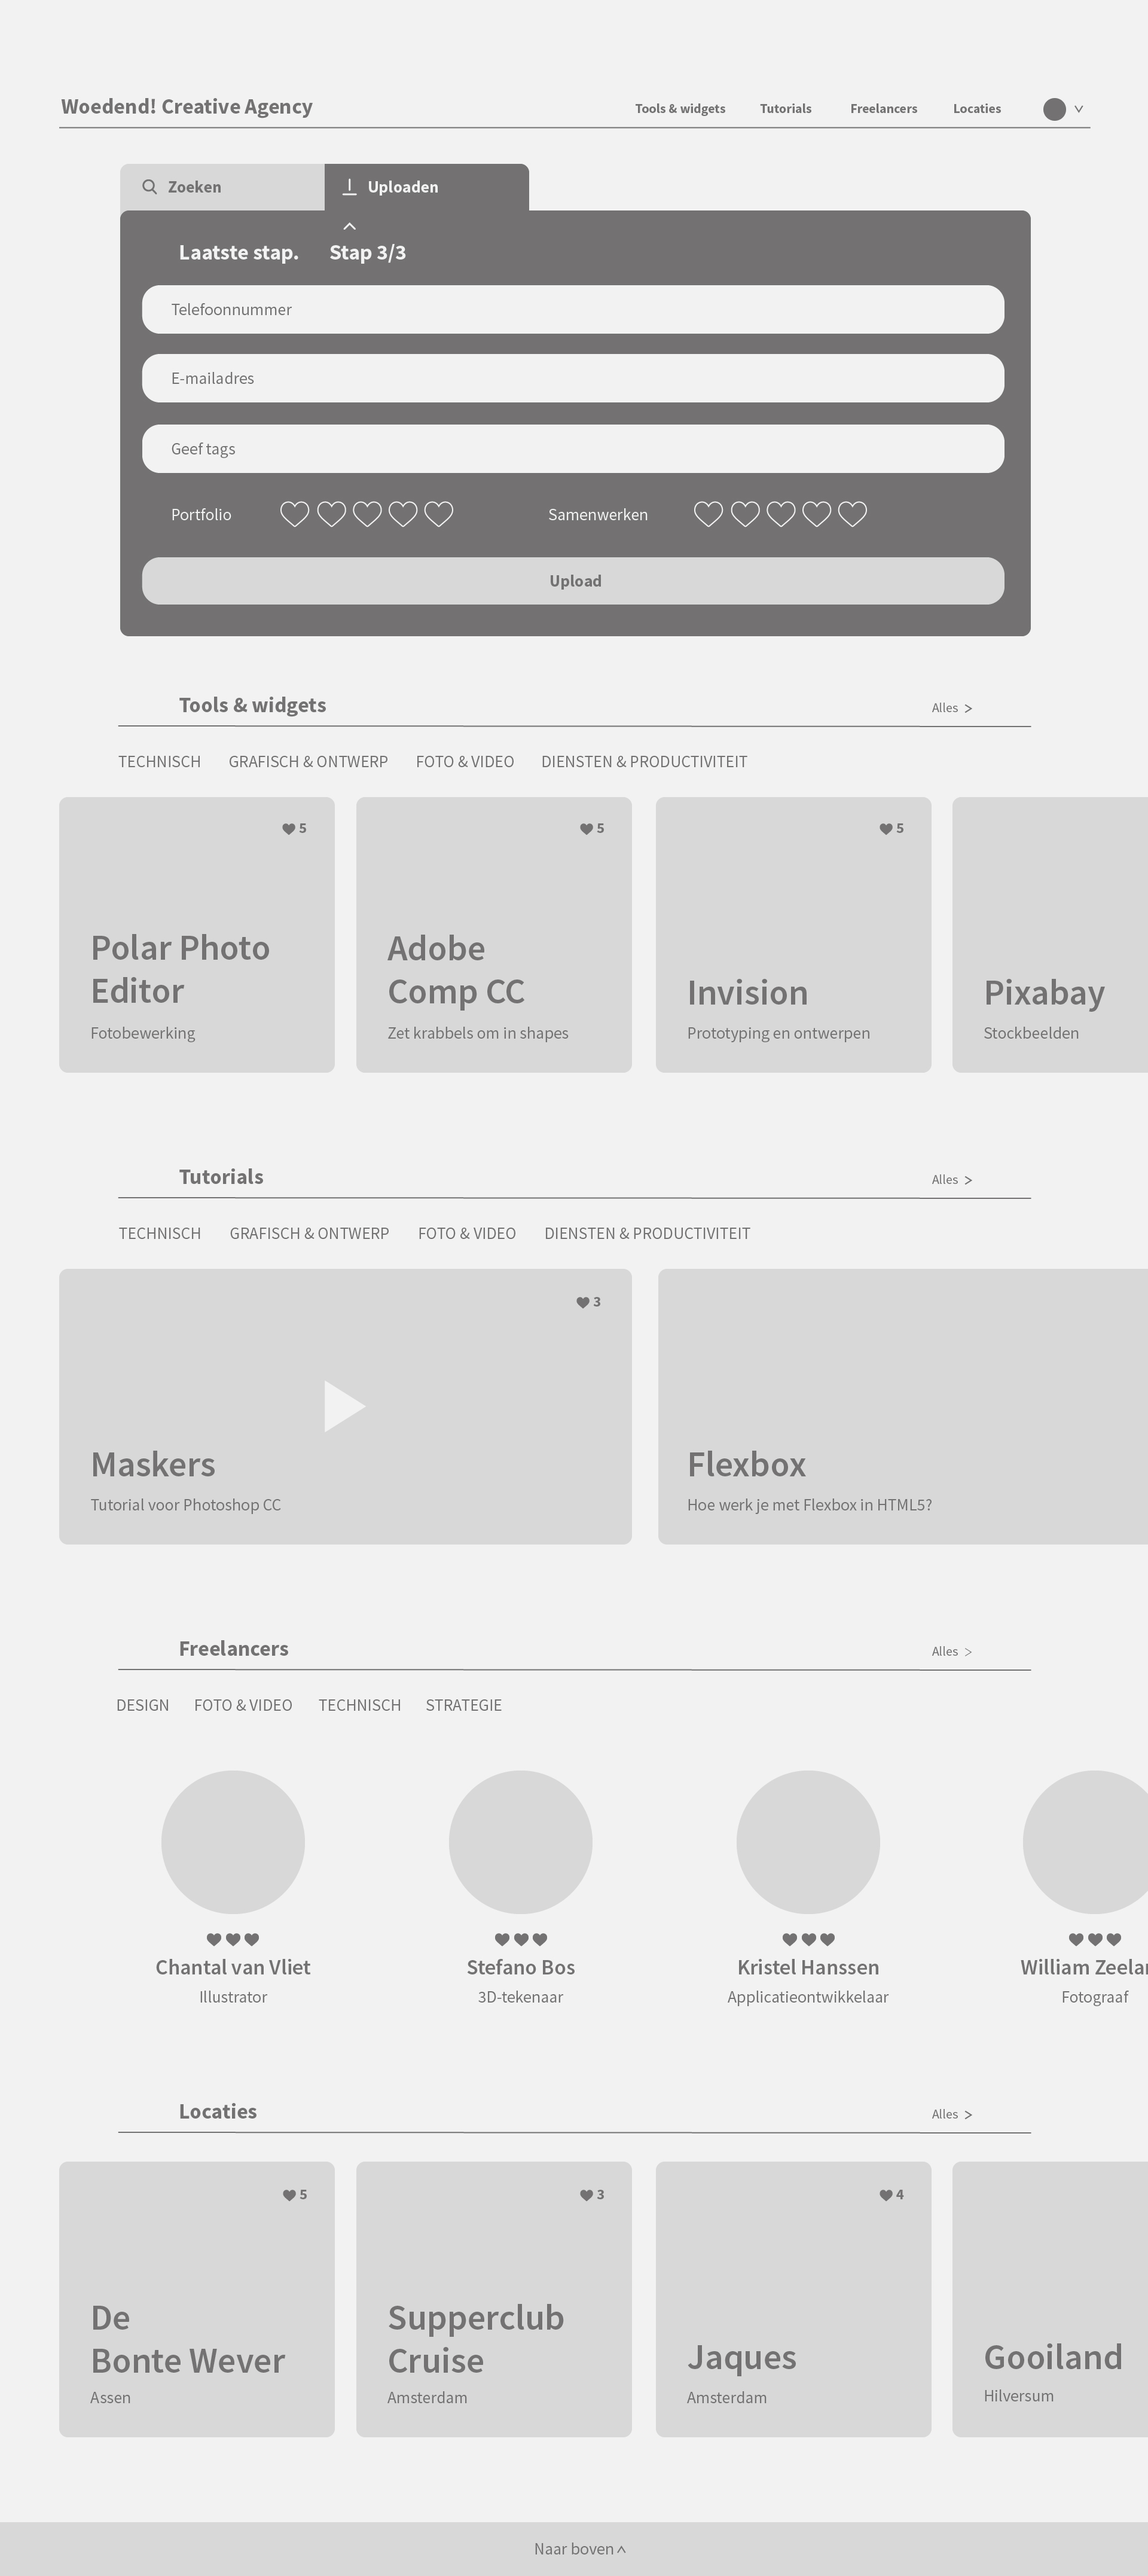 Woedend! Creative Agency
Tools & widgets
Tutorials
Freelancers
Locaties
Zoeken
Uploaden
Laatste stap. Stap 3/3
Telefoonnummer
E-mailadres
Geef tags
Portfolio
Samenwerken
Upload
Tools & widgets
Alles >
TECHNISCH GRAFISCH & ONTWERP FOTO & VIDEO DIENSTEN & PRODUCTIVITEIT
5
Polar Photo
Editor
Fotobewerking
5
Adobe
Comp CC
Zet krabbels om in shapes
5
Invision
Prototyping en ontwerpen
Pixabay
Stockbeelden
Tutorials
Alles >
TECHNISCH GRAFISCH & ONTWERP FOTO & VIDEO DIENSTEN & PRODUCTIVITEIT
3
Maskers
Tutorial voor Photoshop CC
Flexbox
Hoe werk je met Flexbox in HTML5?
Freelancers
Alles >
DESIGN FOTO & VIDEO TECHNISCH STRATEGIE
Chantal van Vliet
Illustrator
Stefano Bos
3D-tekenaar
Kristel Hanssen
Applicatieontwikkelaar
William
Fotograaf
Locaties
Alles >
5
De
Bonte Wever
Assen
3
Supperclub
Cruise
Amsterdam
4
Jaques
Amsterdam
Gooiland
Hilversum
Naar boven